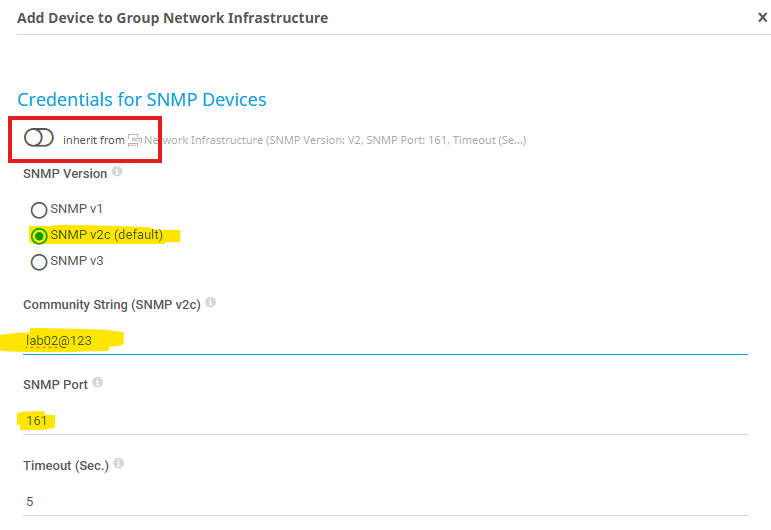 Add Device to Group Network Infrastructure
Credentials for SNMP Devices
inherit from Network Infrastructure (SNMP Version: V2, SNMP Port: 161, Timeout (Se...)
SNMP Version
SNMP v1
SNMP v2c (default)
SNMP v3
Community String (SNMP v2c)
lab02@123
SNMP Port
161
Timeout (Sec.)
5